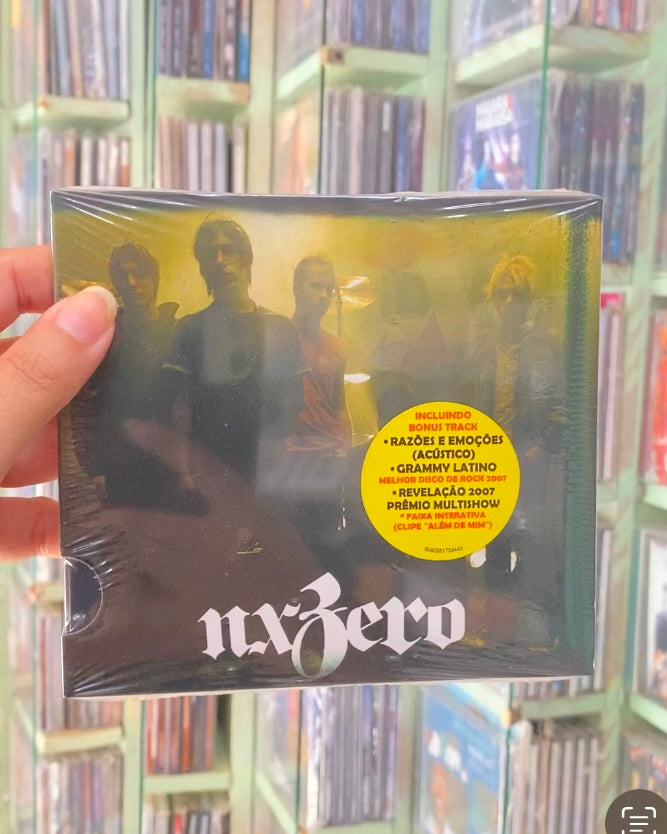 INCLUINDO
BONUS TRACK
• RAZÕES E EMOÇÕES
(ACÚSTICO)
• GRAMMY LATINO
MELHOR DISCO DE ROCK 2007
• REVELAÇÃO 2007
PRÊMIO MULTISHOW
* FAIXA INTERATIVA
(CLIPE "ALÉM DE MIM")
nxzero